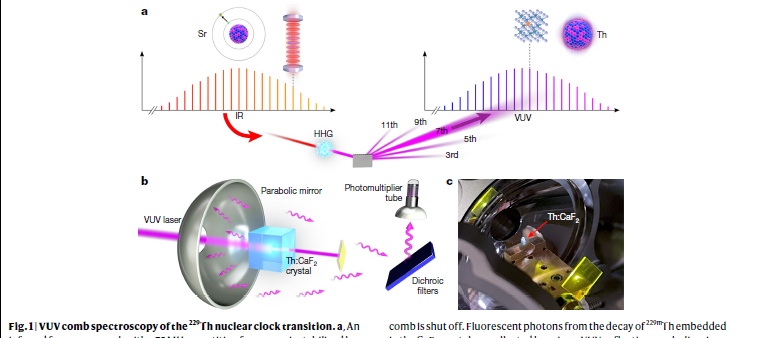 a
Sr
Th
IR
HHG
11th
9th
7th
5th
3rd
VUV
b
VUV laser
Parabolic mirror
Th:CaF₂
crystal
Photomultiplier
tube
Dichroic
filters
c
Th:CaF₂
Fig. 1 | VUV comb spectroscopy of the ²²⁹Th nuclear clock transition. a, An
comb is shut off. Fluorescent photons from the decay of ²²⁹ᵐTh embedded